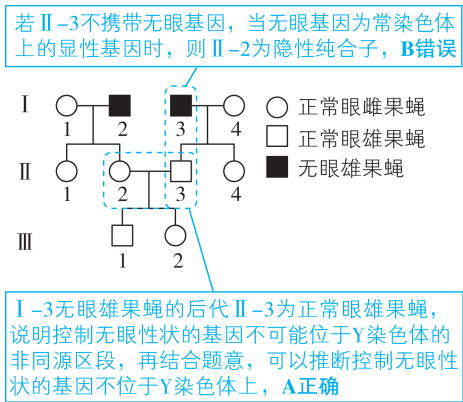 若Ⅱ-3不携带无眼基因，当无眼基因为常染色体
上的显性基因时，则Ⅱ-2为隐性纯合子，B错误
Ⅰ
1 2 3 4
正常眼雌果蝇
正常眼雄果蝇
无眼雄果蝇
Ⅱ
1 2 3 4
Ⅲ
1 2
Ⅰ-3无眼雄果蝇的后代Ⅱ-3为正常眼雄果蝇，
说明控制无眼性状的基因不可能位于Y染色体的
非同源区段，再结合题意，可以推断控制无眼性
状的基因不位于Y染色体上，A正确